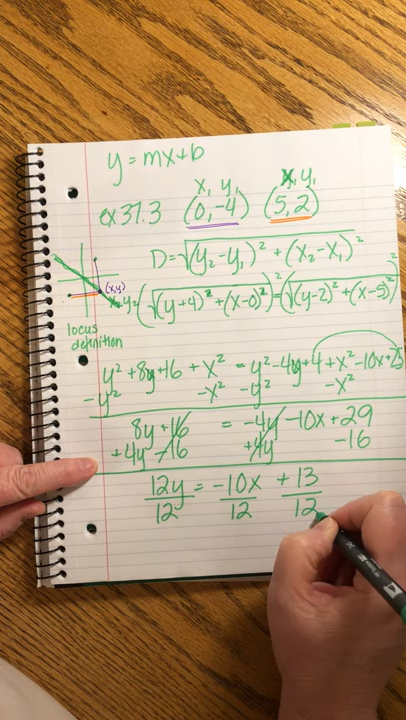 y = mx+b
x, y,
x, y,
ex 37.3 (0,-4) (5,2)
D=√(y₂-y₁)² + (x₂-x₁)²
(x,y)
(√(y+4)² + (x-0)²)² = (√(y-2)² + (x-5)²)²
locus
definition
y² + 8y + 16 + x² = y² - 4y + 4 + x² - 10x + 25
-y² -x² -y² -x²
8y + 16 = -4y - 10x + 29
+4y -16 +4y -16
12y = -10x + 13
12 12 12